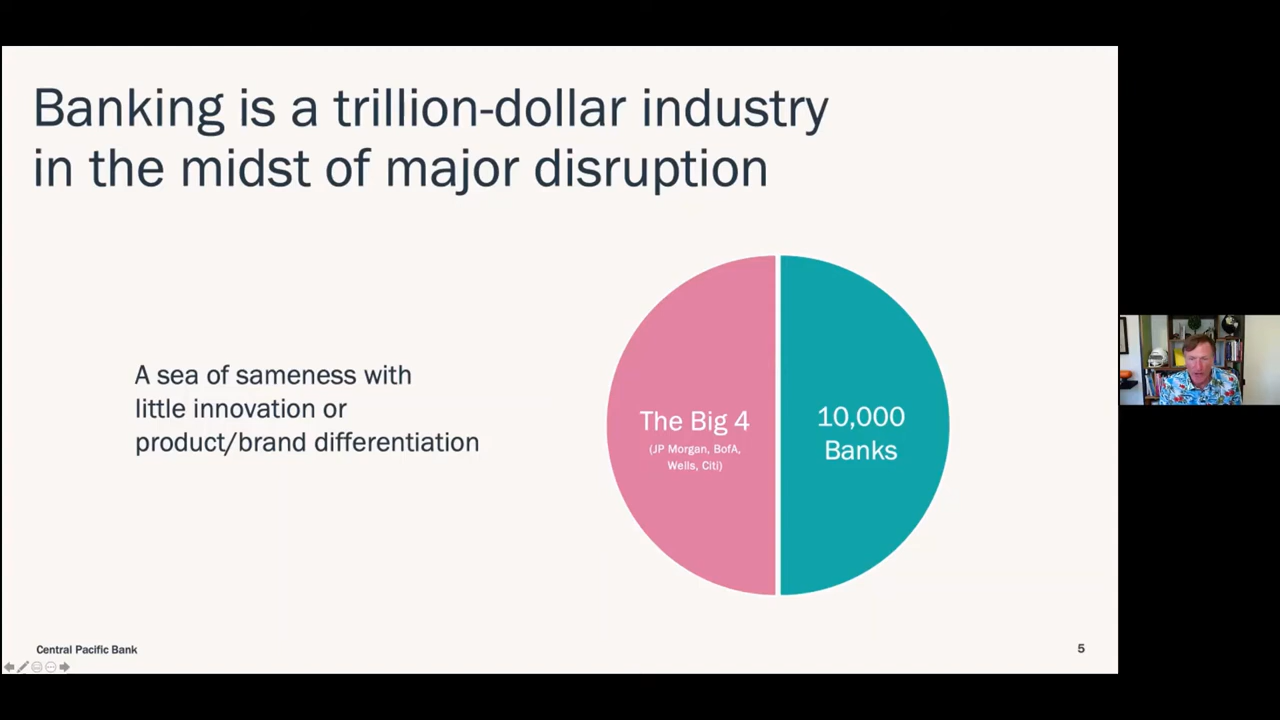 Banking is a trillion-dollar industry
in the midst of major disruption
A sea of sameness with
little innovation or
product/brand differentiation
The Big 4
(JP Morgan, BofA,
Wells, Citi)
10,000
Banks
Central Pacific Bank
5